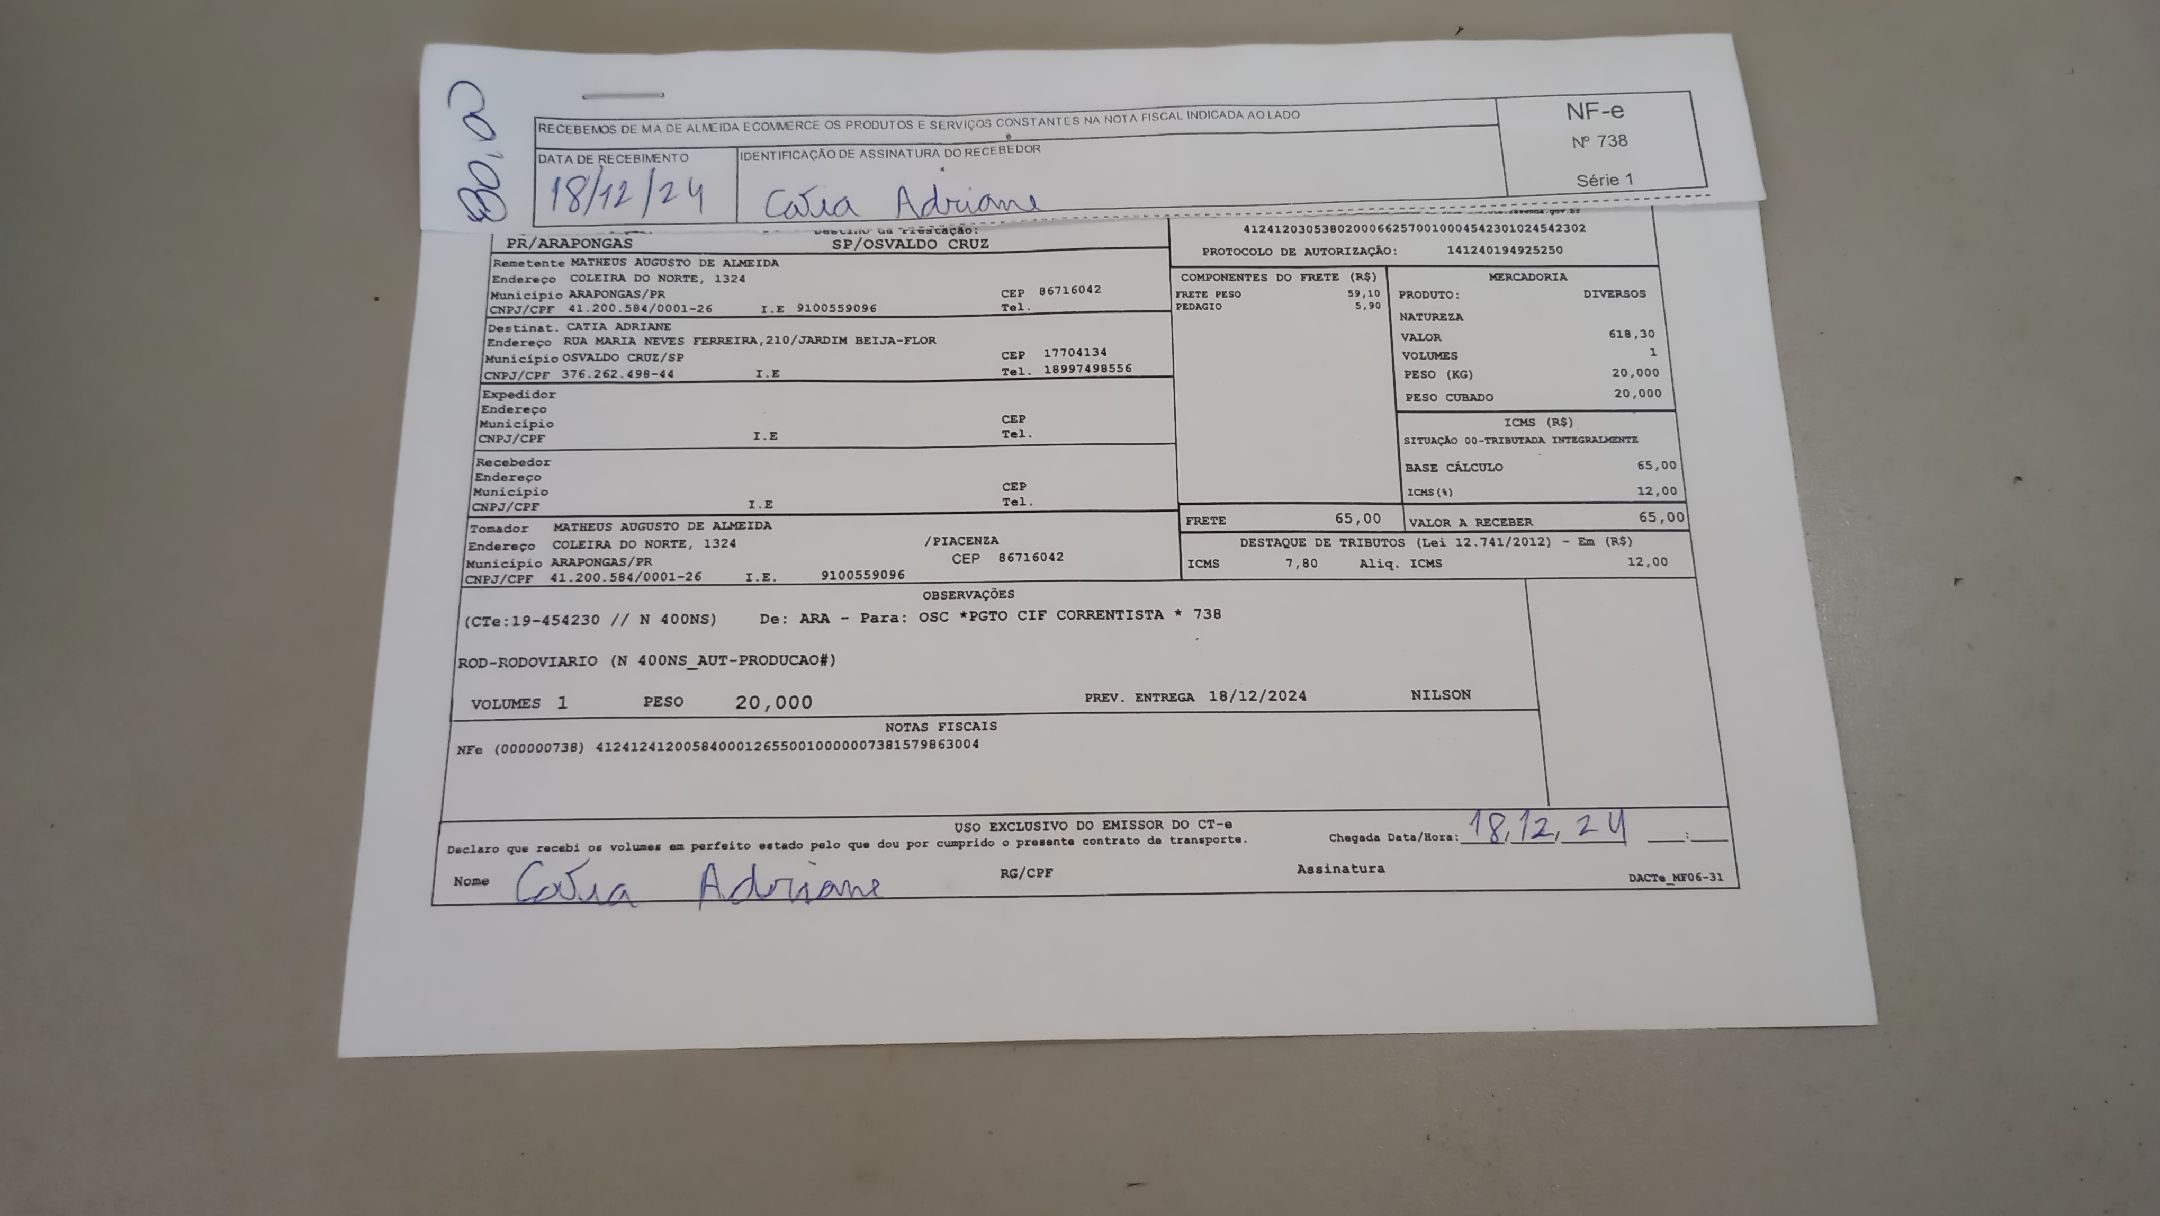 80,00
RECEBEMOS DE MA DE ALMEIDA ECOMMERCE OS PRODUTOS E SERVIÇOS CONSTANTES NA NOTA FISCAL INDICADA AO LADO
NF-e
Nº 738
Série 1
DATA DE RECEBIMENTO
18/12/24
IDENTIFICAÇÃO DE ASSINATURA DO RECEBEDOR
Catia Adriane
PR/ARAPONGAS
SP/OSVALDO CRUZ
41241203053802000662570010004542301024542302
PROTOCOLO DE AUTORIZAÇÃO: 141240194925250
Remetente MATHEUS AUGUSTO DE ALMEIDA
Endereço COLEIRA DO NORTE, 1324
Município ARAPONGAS/PR CEP 86716042
CNPJ/CPF 41.200.584/0001-26 I.E 9100559096 Tel.
Destinat. CATIA ADRIANE
Endereço RUA MARIA NEVES FERREIRA,210/JARDIM BEIJA-FLOR
Município OSVALDO CRUZ/SP CEP 17704134
CNPJ/CPF 376.262.498-44 I.E Tel. 18997498556
Expedidor
Endereço
Município CEP
CNPJ/CPF I.E Tel.
Recebedor
Endereço
Município CEP
CNPJ/CPF I.E Tel.
Tomador MATHEUS AUGUSTO DE ALMEIDA
Endereço COLEIRA DO NORTE, 1324 /PIACENZA
Município ARAPONGAS/PR CEP 86716042
CNPJ/CPF 41.200.584/0001-26 I.E. 9100559096
COMPONENTES DO FRETE (R$)
FRETE PESO 59,10
PEDAGIO 5,90
FRETE 65,00
MERCADORIA
PRODUTO: DIVERSOS
NATUREZA
VALOR 618,30
VOLUMES 1
PESO (KG) 20,000
PESO CUBADO 20,000
ICMS (R$)
SITUAÇÃO 00-TRIBUTADA INTEGRALMENTE
BASE CÁLCULO 65,00
ICMS(%) 12,00
VALOR A RECEBER 65,00
DESTAQUE DE TRIBUTOS (Lei 12.741/2012) - Em (R$)
ICMS 7,80 Aliq. ICMS 12,00
OBSERVAÇÕES
(CTe:19-454230 // N 400NS) De: ARA - Para: OSC *PGTO CIF CORRENTISTA * 738
ROD-RODOVIARIO (N 400NS_AUT-PRODUCAO#)
VOLUMES 1 PESO 20,000 PREV. ENTREGA 18/12/2024 NILSON
NOTAS FISCAIS
NFe (000000738) 41241241200584000126550010000007381579863004
USO EXCLUSIVO DO EMISSOR DO CT-e
Declaro que recebi os volumes em perfeito estado pelo que dou por cumprido o presente contrato de transporte.
Chegada Data/Hora: 18,12,24 :
Nome Catia Adriane RG/CPF Assinatura
DACTe_MF06-31